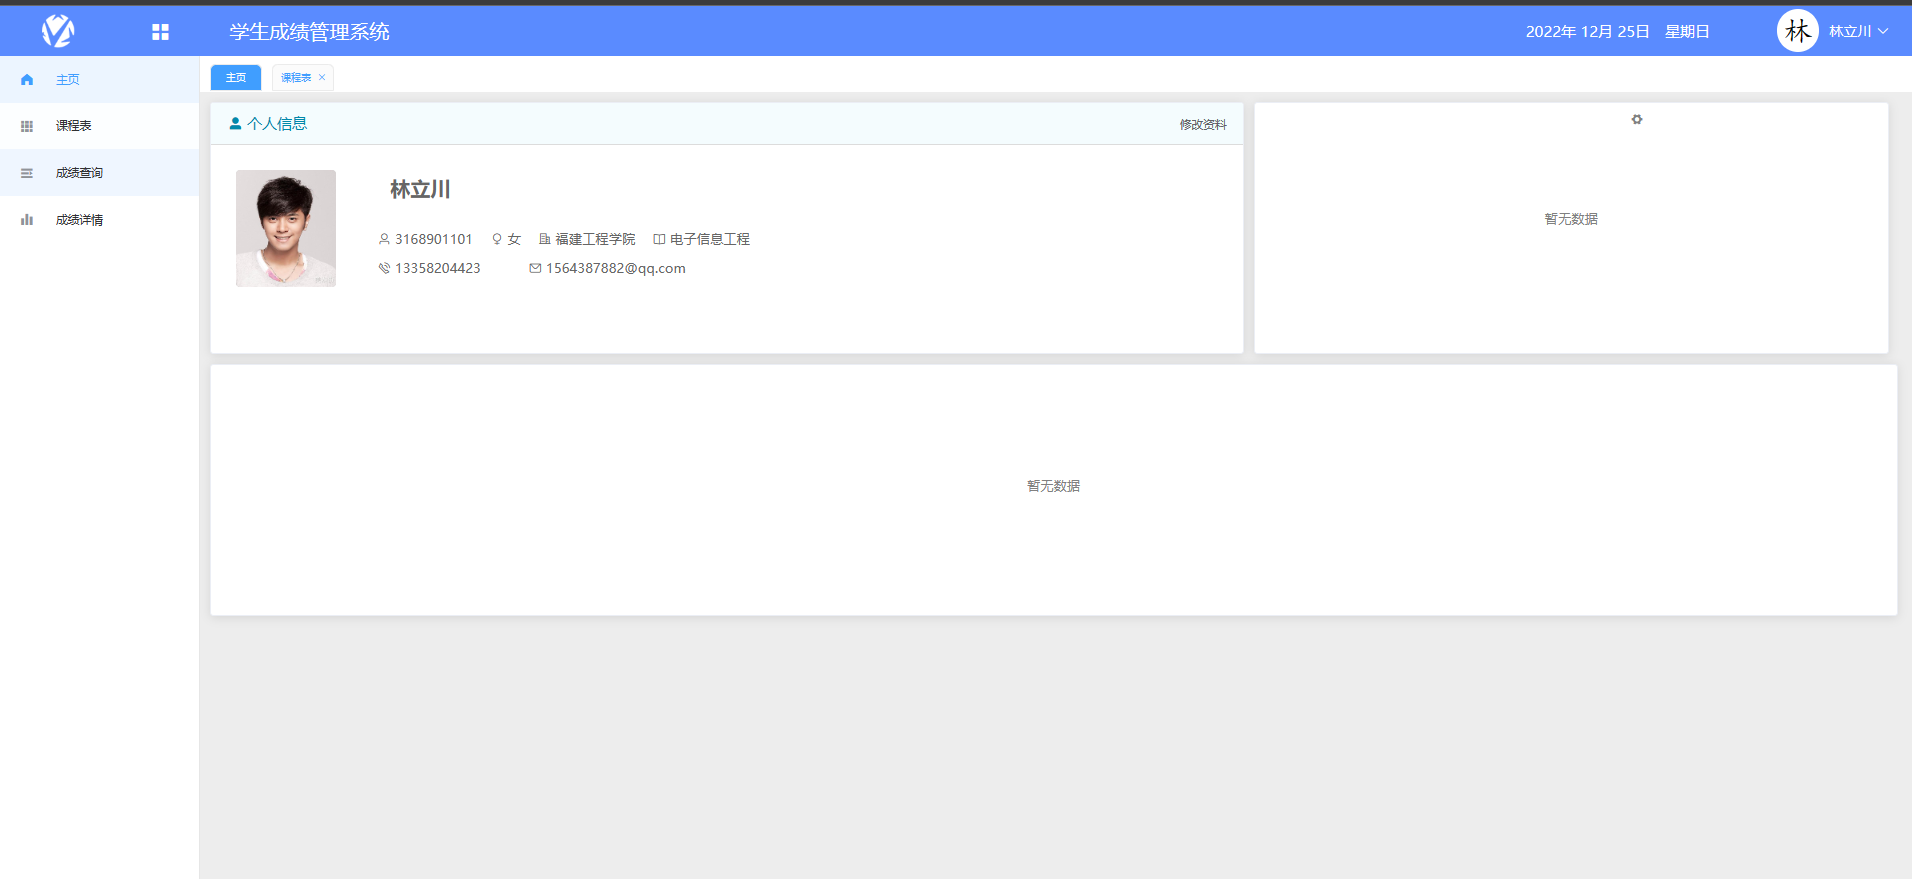 学生成绩管理系统
2022年 12月 25日 星期日
林 林立川
主页
课程表
成绩查询
成绩详情
主页 课程表
个人信息 修改资料
林立川
3168901101 女 福建工程学院 电子信息工程
13358204423 1564387882@qq.com
暂无数据
暂无数据